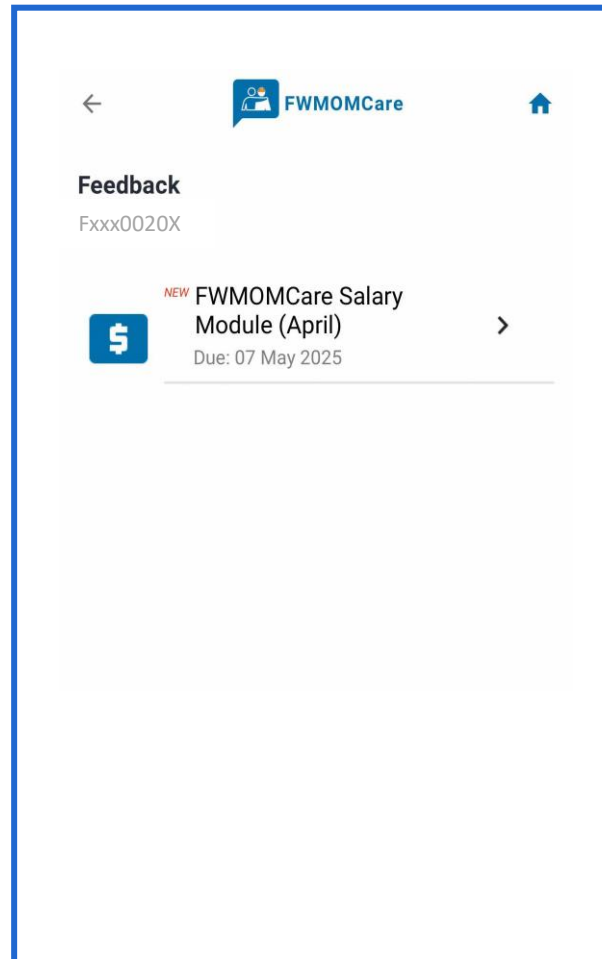 FWMOMCare
Feedback
Fxxx0020X
NEW FWMOMCare Salary
Module (April)
Due: 07 May 2025